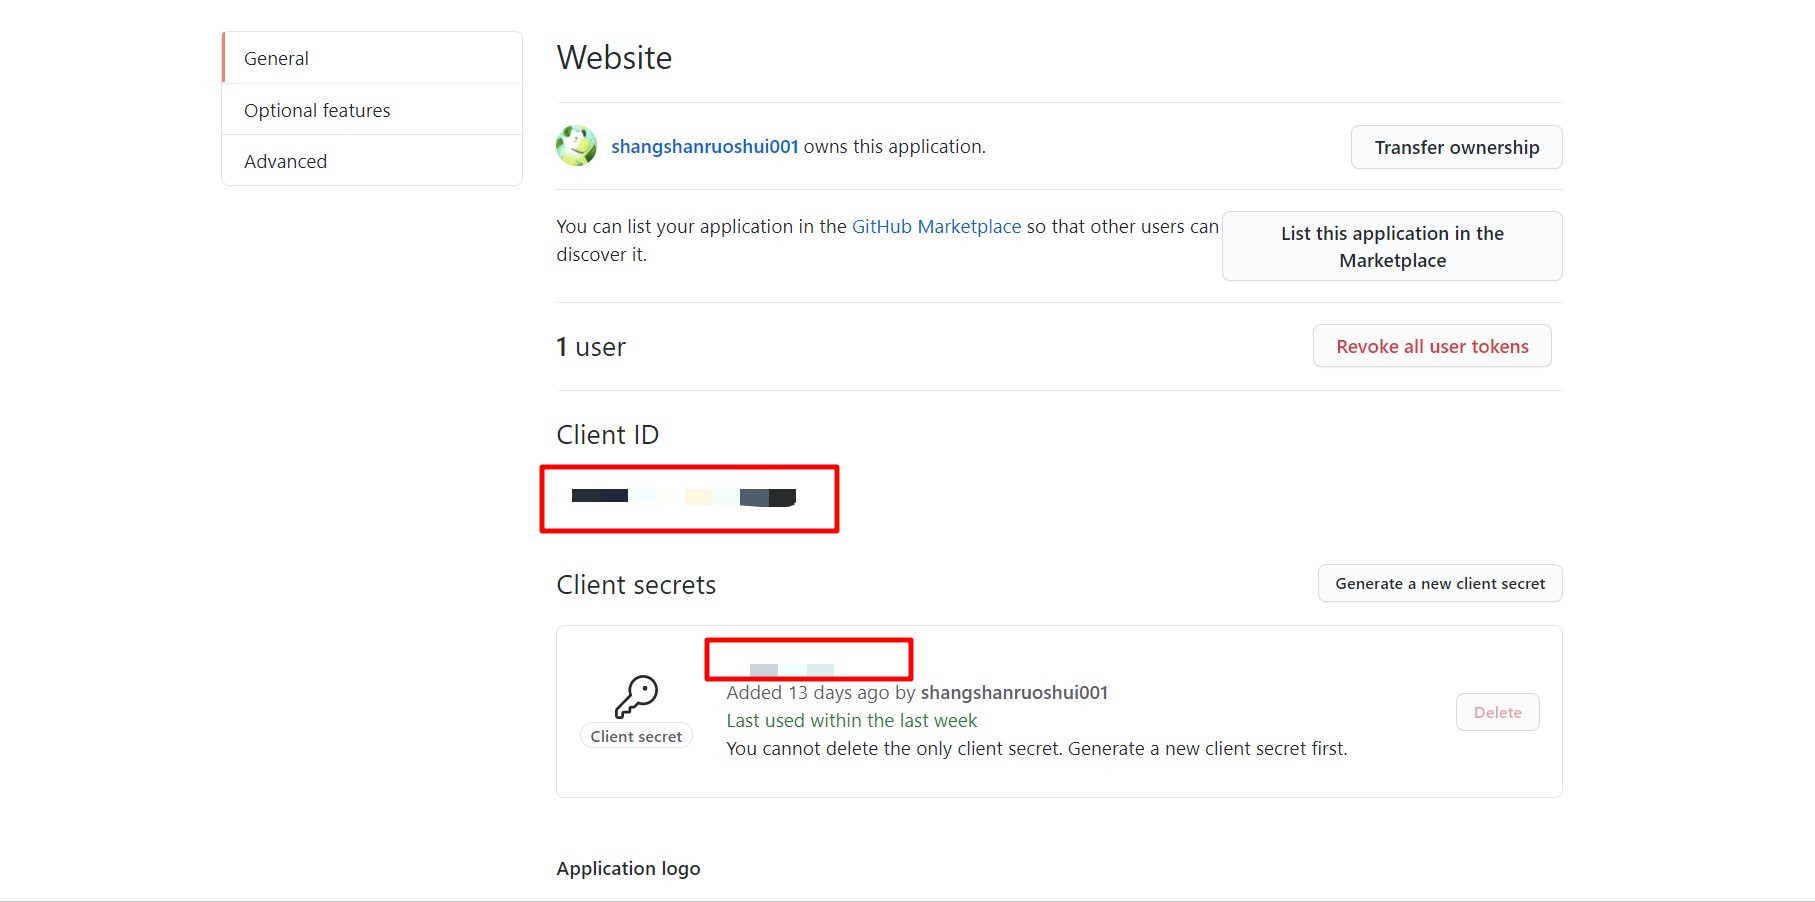 General
Optional features
Advanced
Website
shangshanruoshui001 owns this application.
Transfer ownership
You can list your application in the GitHub Marketplace so that other users can
discover it.
List this application in the
Marketplace
1 user
Revoke all user tokens
Client ID
Client secrets
Generate a new client secret
Client secret
Added 13 days ago by shangshanruoshui001
Last used within the last week
You cannot delete the only client secret. Generate a new client secret first.
Delete
Application logo